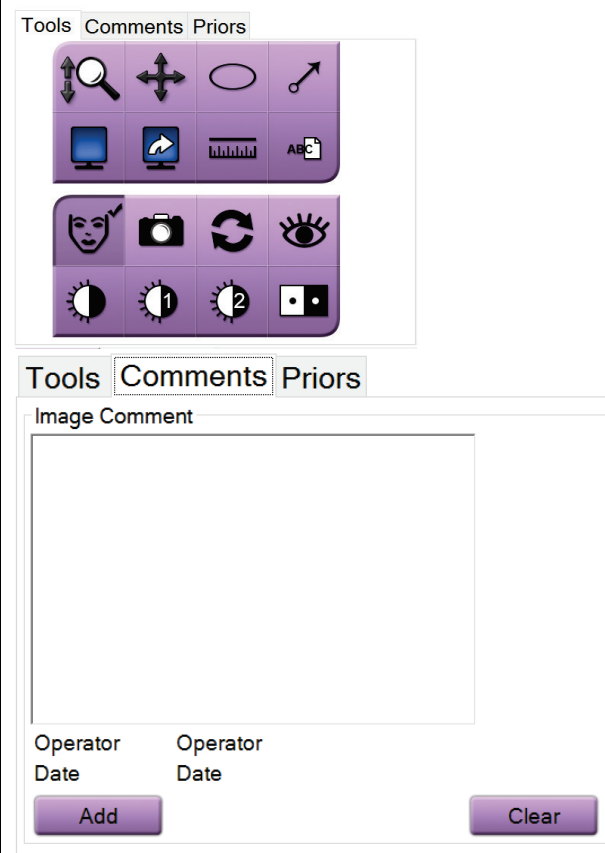 Tools Comments Priors
ABC
1 2
Tools Comments Priors
Image Comment
Operator Operator
Date Date
Add Clear